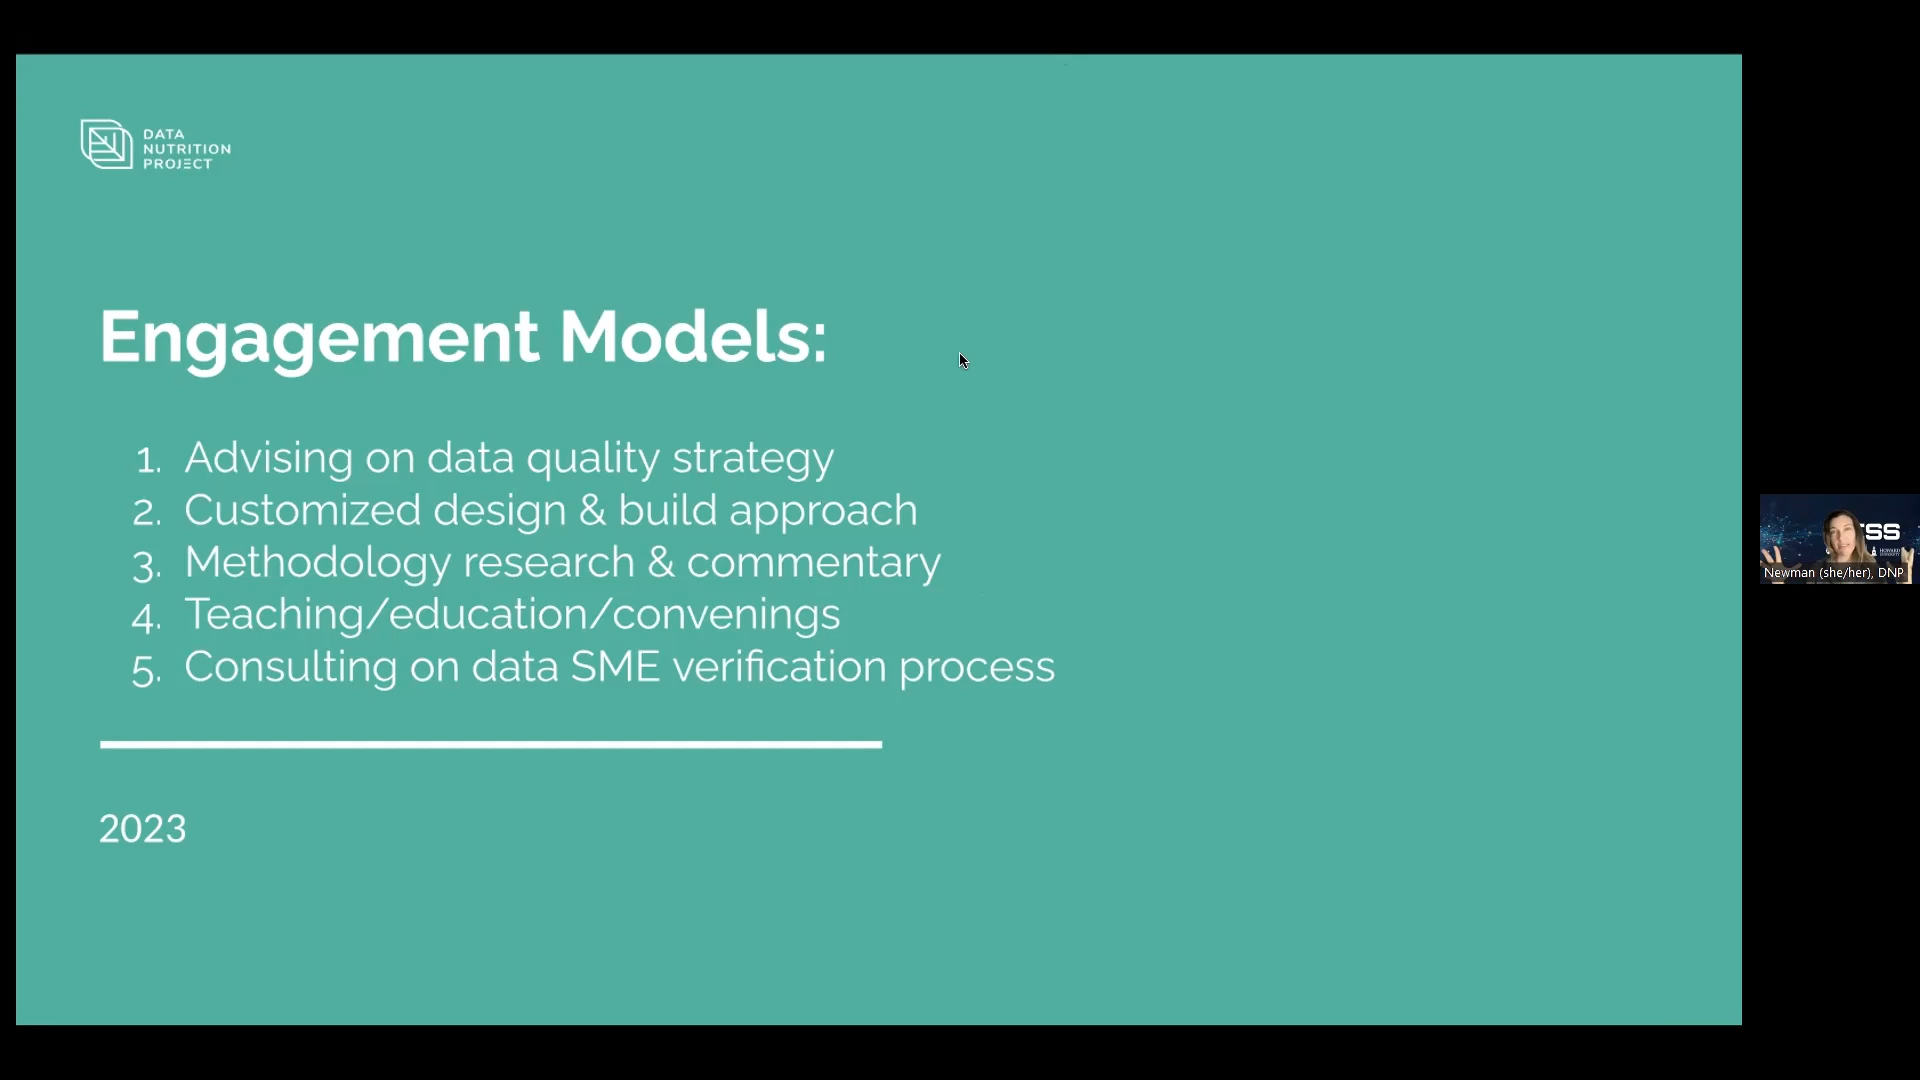 DATA
NUTRITION
PROJECT
Engagement Models:
1. Advising on data quality strategy
2. Customized design & build approach
3. Methodology research & commentary
4. Teaching/education/convenings
5. Consulting on data SME verification process
2023
HOWARD
Newman (she/her), DNP